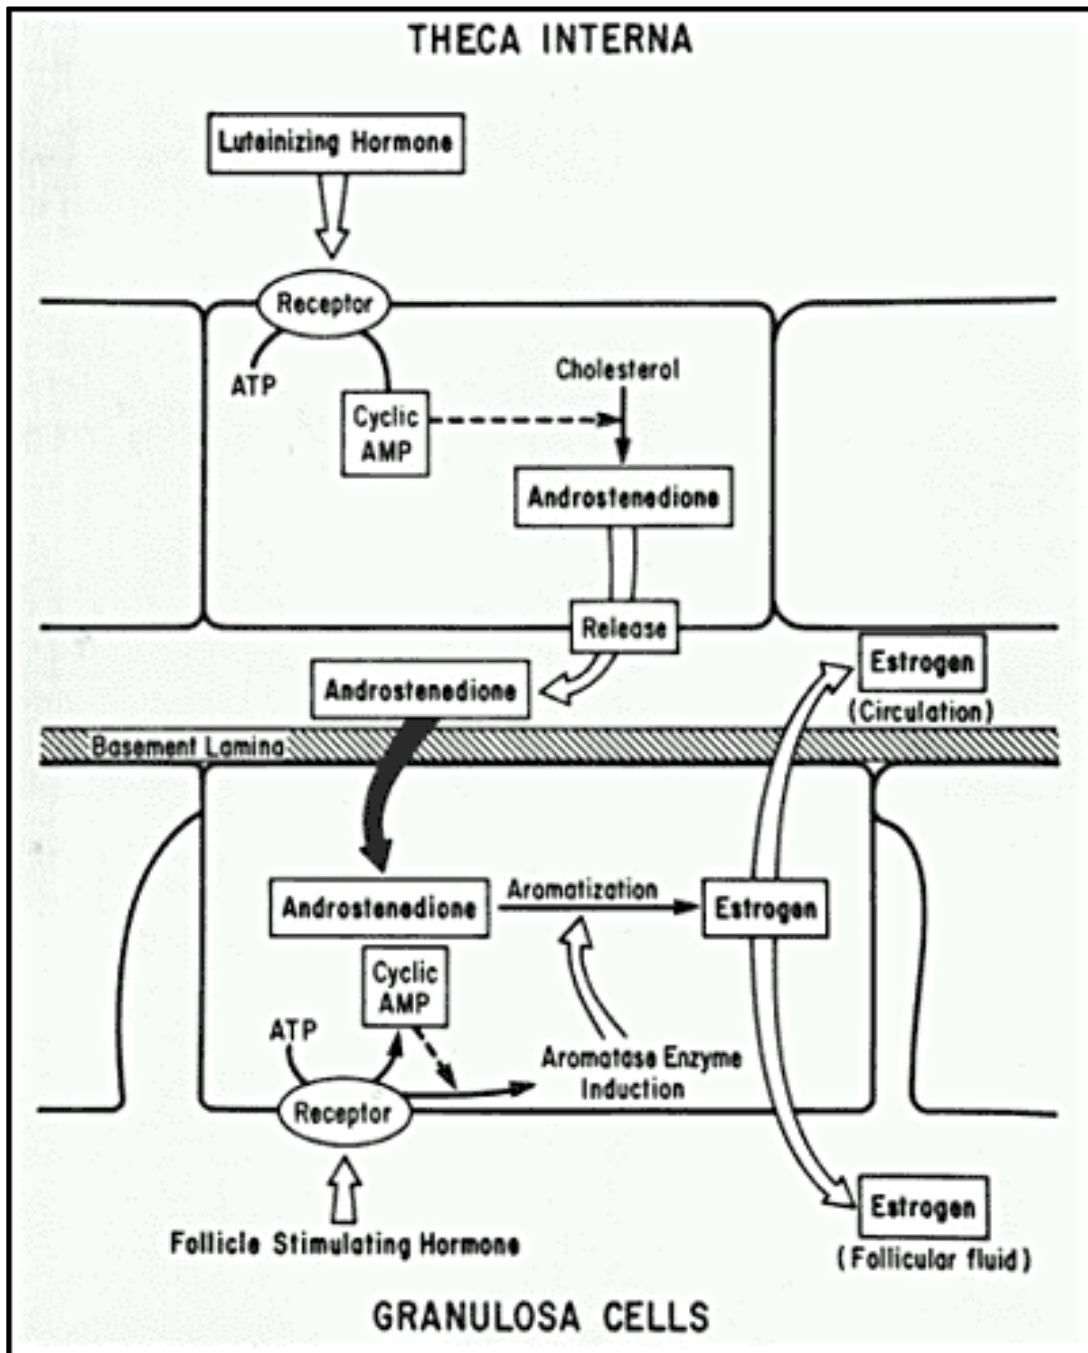 THECA INTERNA
Luteinizing Hormone
Receptor
ATP
Cyclic
AMP
Cholesterol
Androstenedione
Release
Androstenedione
Estrogen
(Circulation)
Basement Lamina
Androstenedione
Aromatization
Estrogen
Cyclic
AMP
ATP
Aromatase Enzyme
Induction
Receptor
Follicle Stimulating Hormone
Estrogen
(Follicular fluid)
GRANULOSA CELLS